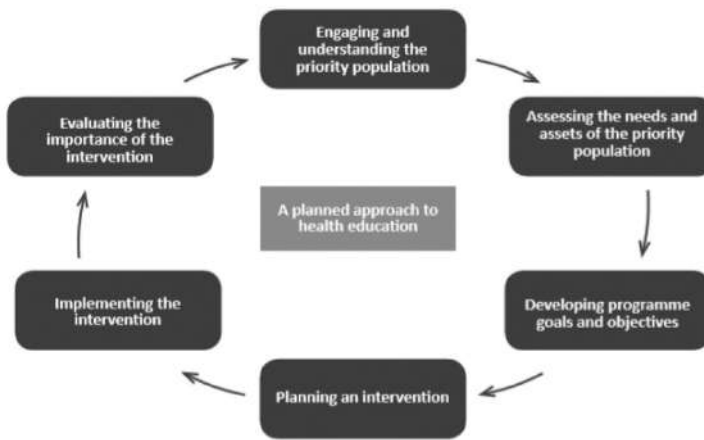 Engaging and
understanding the
priority population
Assessing the needs and
assets of the priority
population
Developing programme
goals and objectives
Planning an intervention
Implementing the
intervention
Evaluating the
importance of the
intervention
A planned approach to
health education